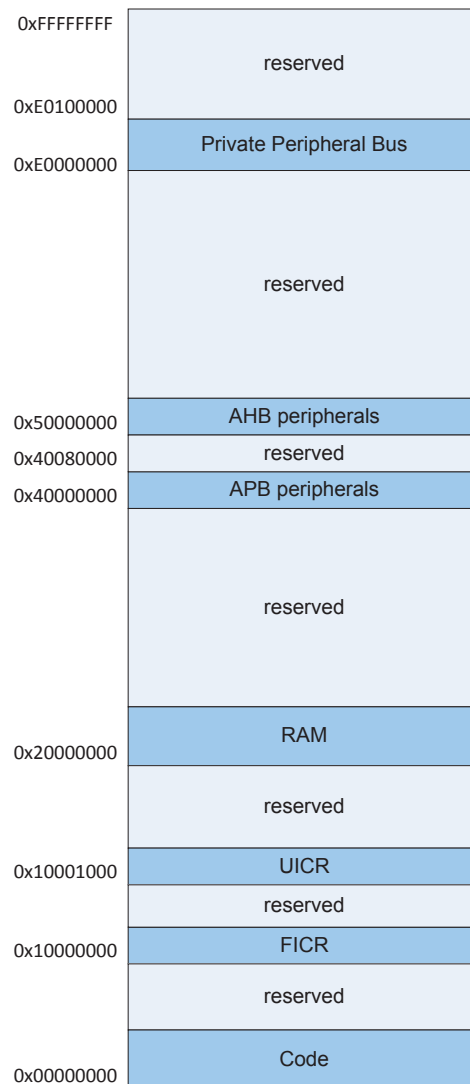 0xFFFFFFFF
reserved
0xE0100000
Private Peripheral Bus
0xE0000000
reserved
AHB peripherals
0x50000000
reserved
0x40080000
APB peripherals
0x40000000
reserved
RAM
0x20000000
reserved
UICR
0x10001000
reserved
FICR
0x10000000
reserved
Code
0x00000000